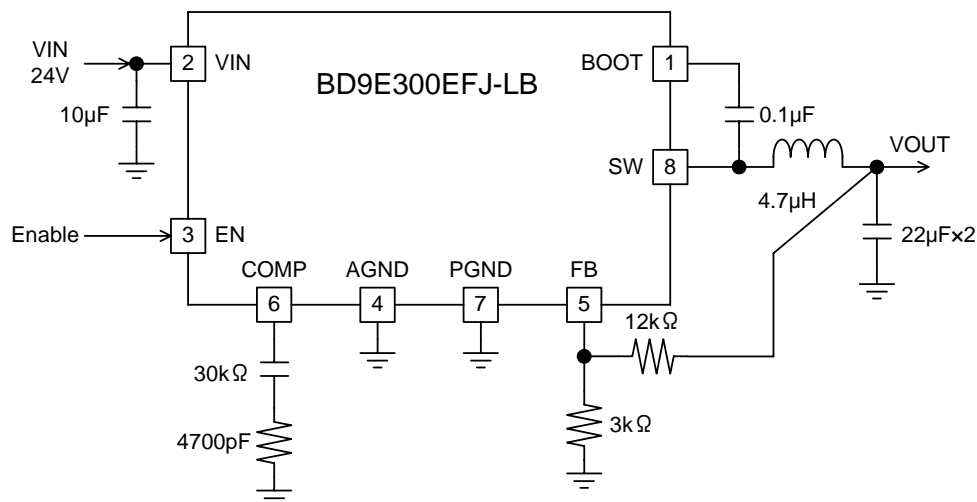 VIN
24V
2
VIN
BD9E300EFJ-LB
BOOT
1
10µF
0.1µF
SW
8
VOUT
4.7µH
22µF×2
Enable
3
EN
COMP
AGND
PGND
FB
6
4
7
5
12kΩ
30kΩ
4700pF
3kΩ